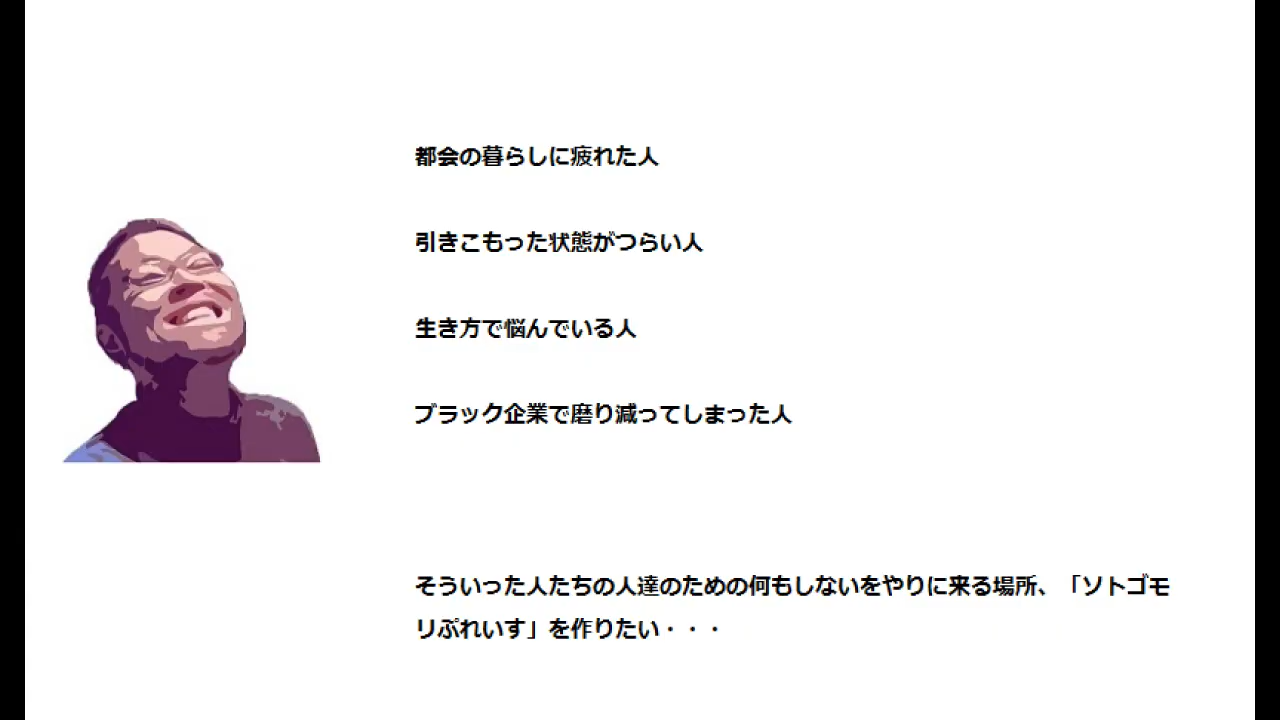 都会の暮らしに疲れた人
引きこもった状態がつらい人
生き方で悩んでいる人
ブラック企業で磨り減ってしまった人
そういった人たちの人達のための何もしないをやりに来る場所、「ソトゴモ
リぷれいす」を作りたい・・・